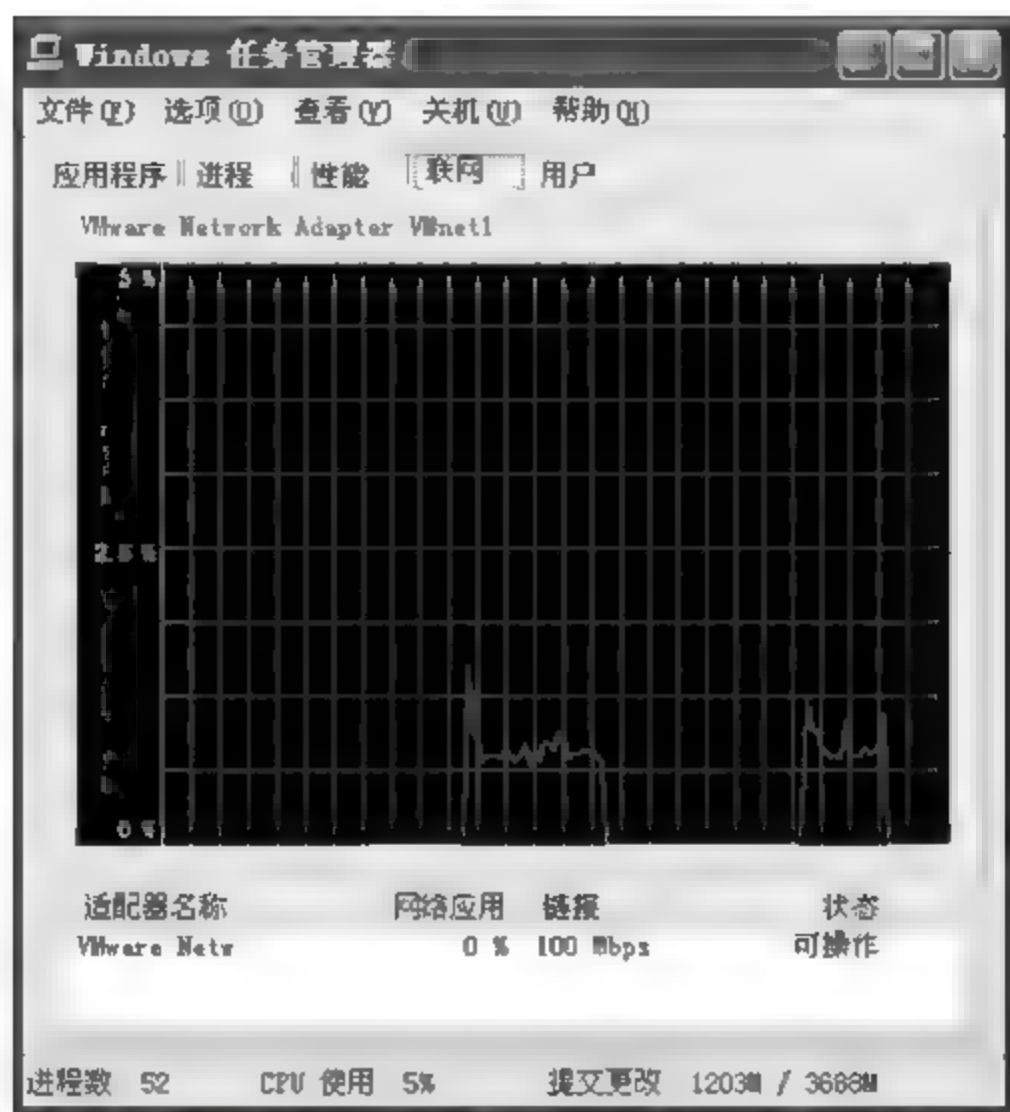 Windows 任务管理器
文件(F) 选项(O) 查看(V) 关机(U) 帮助(H)
应用程序 进程 性能 联网 用户
VMware Network Adapter VMnet1
5 %
2.5 %
0 %
适配器名称 网络应用 链接 状态
VMware Netw 0 % 100 Mbps 可操作
进程数 52 CPU 使用 5% 提交更改 1203M / 3688M